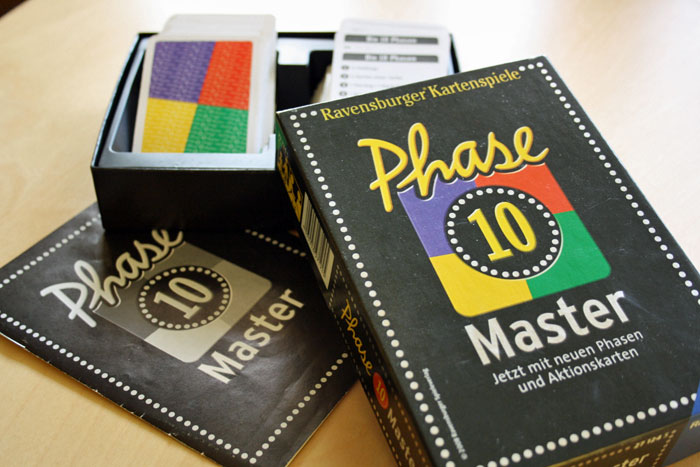 Die 10 Phasen
Die 10 Phasen
Ravensburger® Kartenspiele
Phase
10
Master
Jetzt mit neuen Phasen
und Aktionskarten
Phase
10
Master
Phase
10
Master